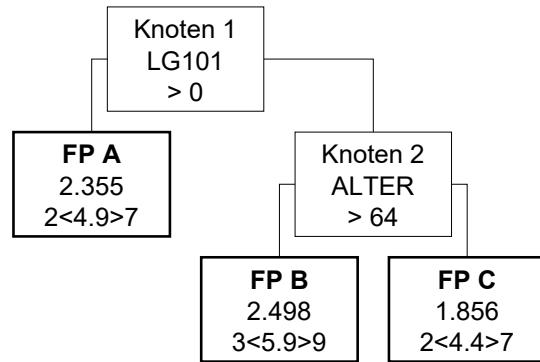 Knoten 1
LG101
> 0
FP A
2.355
2<4.9>7
Knoten 2
ALTER
> 64
FP B
2.498
3<5.9>9
FP C
1.856
2<4.4>7